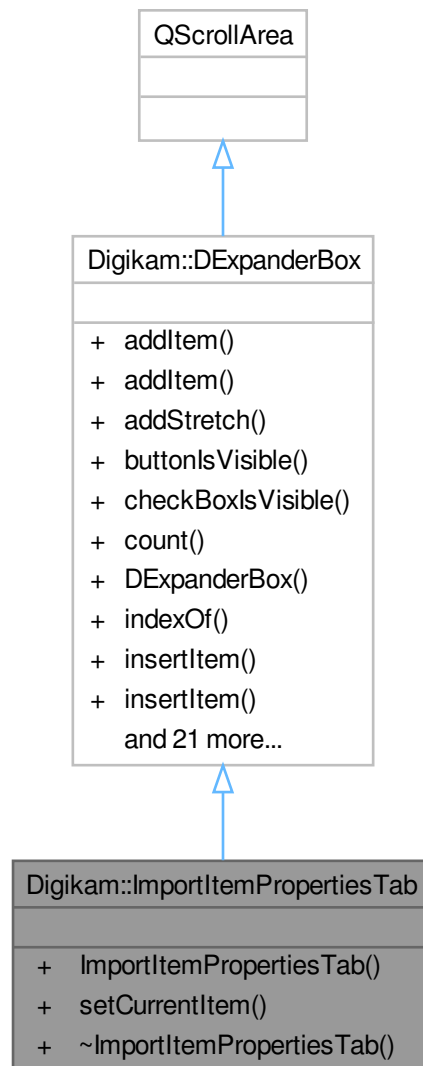 QScrollArea
Digikam::DExpanderBox
+ addItem()
+ addItem()
+ addStretch()
+ buttonIsVisible()
+ checkBoxIsVisible()
+ count()
+ DExpanderBox()
+ indexOf()
+ insertItem()
+ insertItem()
and 21 more...
Digikam::ImportItemPropertiesTab
+ ImportItemPropertiesTab()
+ setCurrentItem()
+ ~ImportItemPropertiesTab()